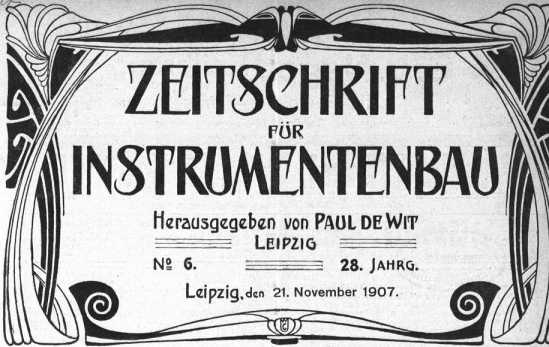 ZEITSCHRIFT
FÜR
INSTRUMENTENBAU
Herausgegeben von PAUL DE WIT
LEIPZIG
Nº 6. 28. JAHRG.
Leipzig, den 21. November 1907.